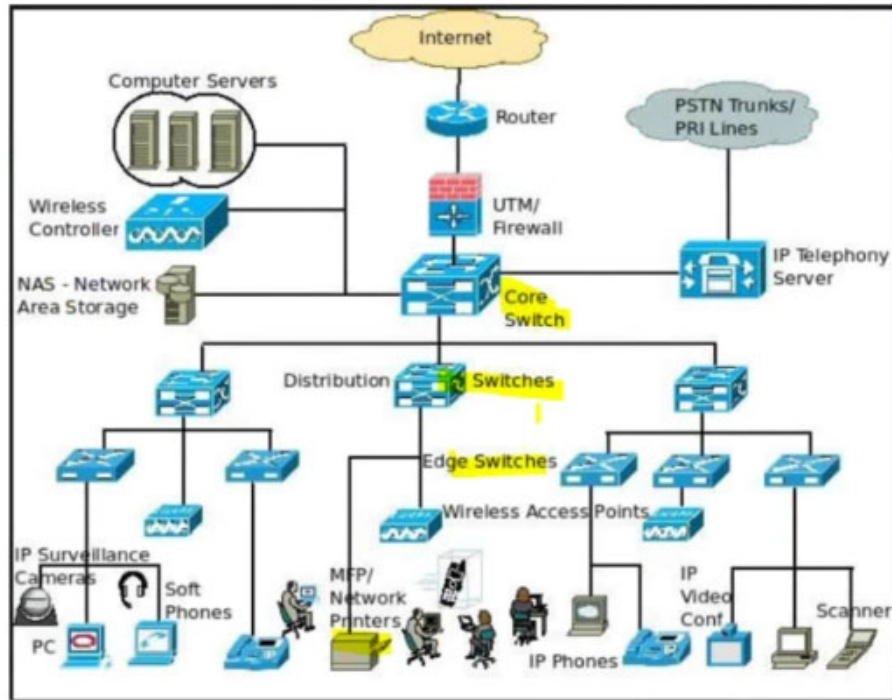 Internet
Computer Servers
Router
PSTN Trunks/
PRI Lines
Wireless
Controller
UTM/
Firewall
IP Telephony
Server
NAS - Network
Area Storage
Core
Switch
Distribution
Switches
Edge Switches
Wireless Access Points
IP Surveillance
Cameras
Soft
Phones
MFP/
Network
Printers
IP
Video
Conf
Scanner
PC
IP Phones